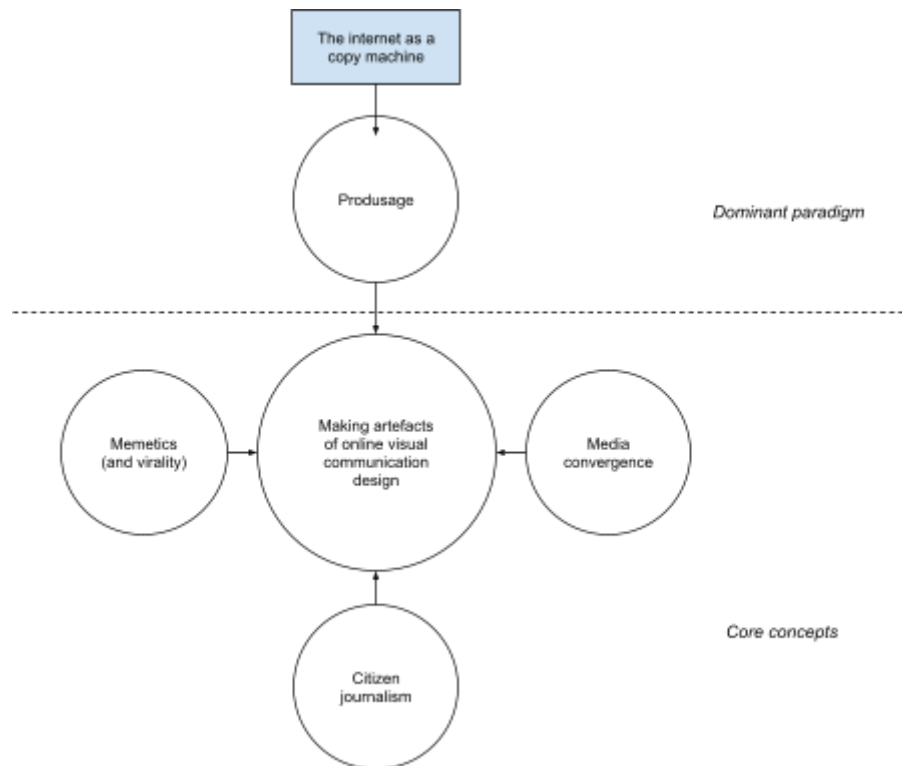 The internet as a
copy machine
Produsage
Dominant paradigm
Making artefacts
of online visual
communication
design
Memetics
(and virality)
Media
convergence
Core concepts
Citizen
journalism